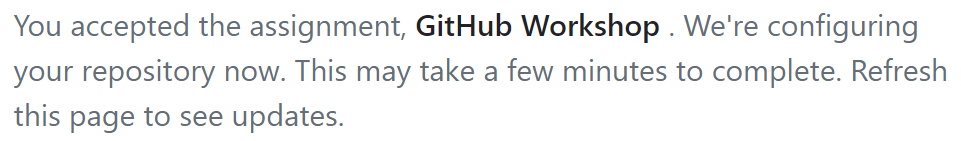 You accepted the assignment, GitHub Workshop . We're configuring
your repository now. This may take a few minutes to complete. Refresh
this page to see updates.